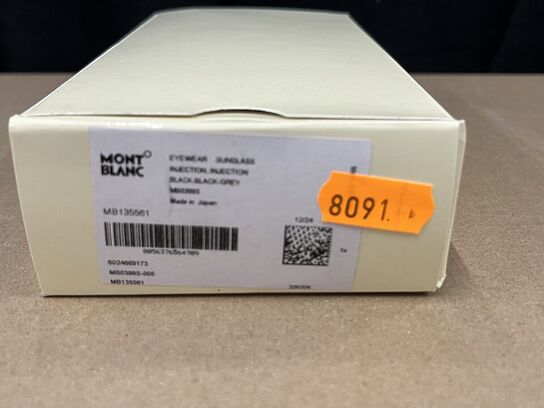 MONT
BLANC
EYEWEAR SUNGLASS
INJECTION, INJECTION
BLACK-BLACK-GREY
MB0399S
Made in Japan
MB135561
8091.
12/24
0056376564709
6024669173
MB0399S-005
MB135561